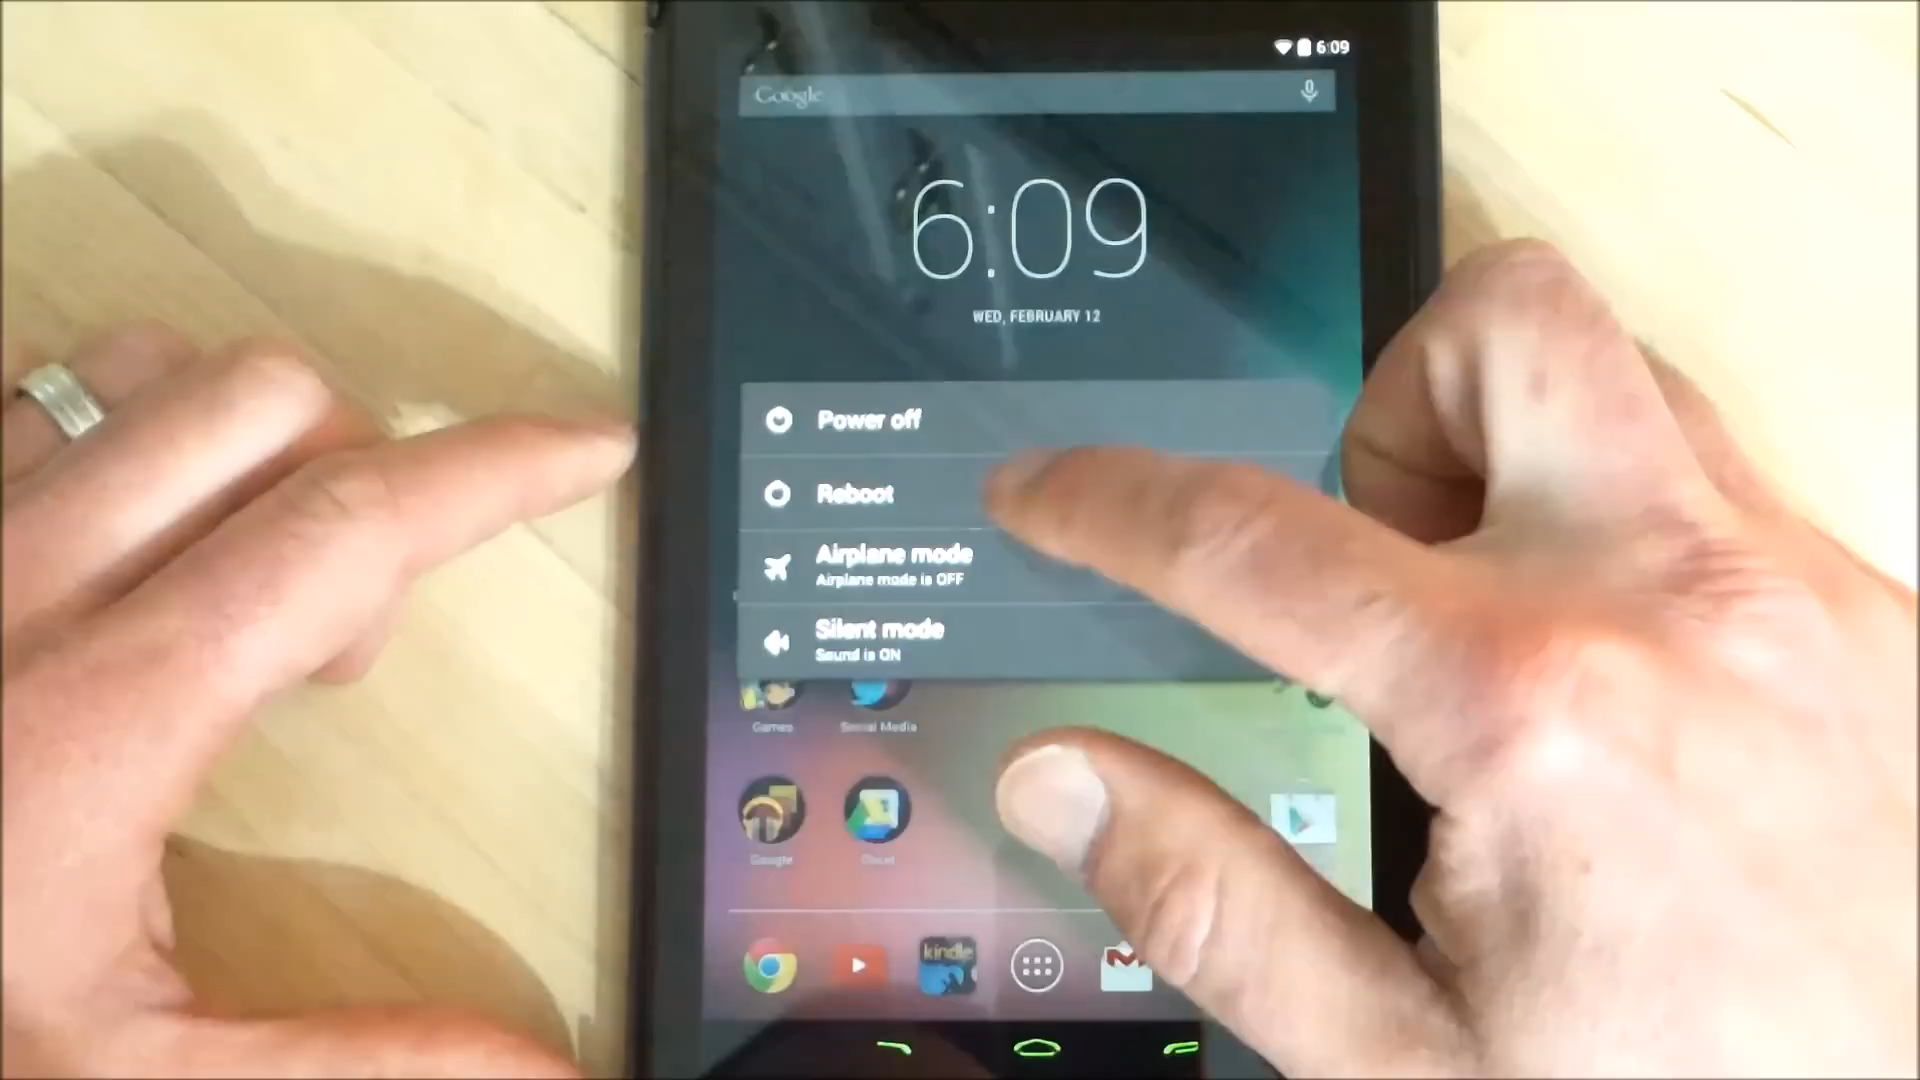 6:09
Google
6:09
WED, FEBRUARY 12
Power off
Reboot
Airplane mode
Airplane mode is OFF
Silent mode
Sound is ON
Games
Social Media
Google
kindle